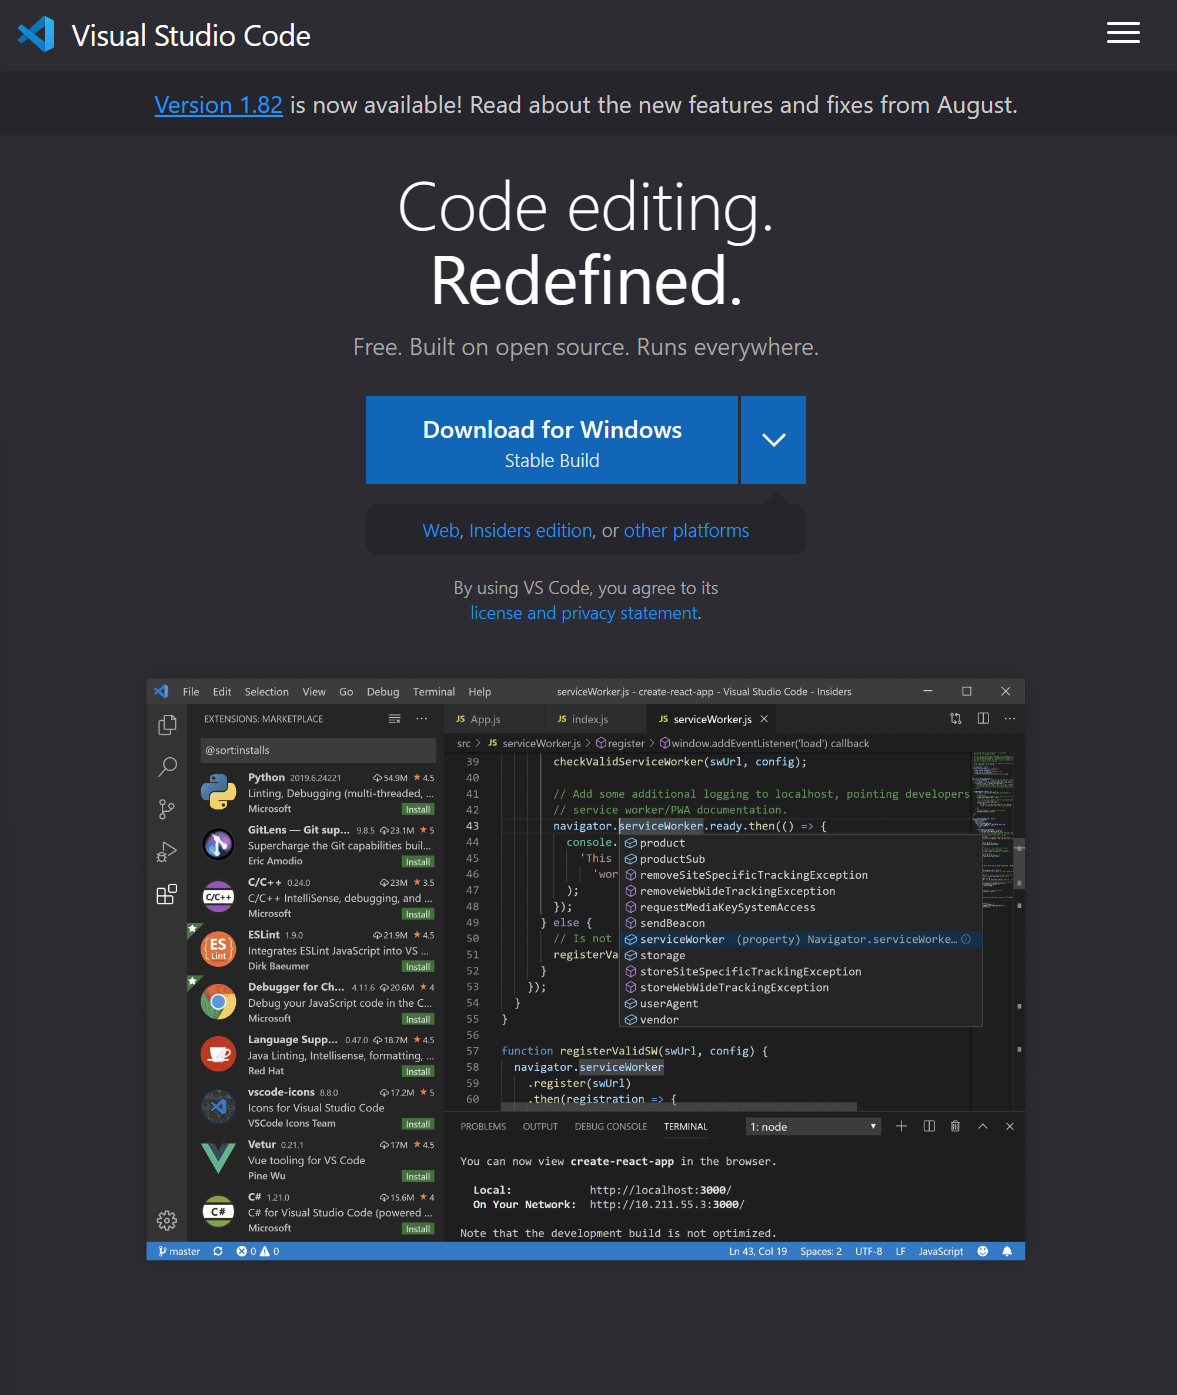 Visual Studio Code
Version 1.82 is now available! Read about the new features and fixes from August.
Code editing.
Redefined.
Free. Built on open source. Runs everywhere.
Download for Windows
Stable Build
Web, Insiders edition, or other platforms
By using VS Code, you agree to its
license and privacy statement.
File Edit Selection View Go Debug Terminal Help
serviceWorker.js - create-react-app - Visual Studio Code - Insiders
EXTENSIONS: MARKETPLACE
@sort:installs
Python 2019.6.24221 54.9M ★ 4.5
Linting, Debugging (multi-threaded, ...
Microsoft Install
GitLens — Git sup... 9.8.5 23.1M ★ 5
Supercharge the Git capabilities buil...
Eric Amodio Install
C/C++
C/C++ 0.24.0 23M ★ 3.5
C/C++ IntelliSense, debugging, and ...
Microsoft Install
ES
Lint
ESLint 1.9.0 21.9M ★ 4.5
Integrates ESLint JavaScript into VS ...
Dirk Baeumer Install
Debugger for Ch... 4.11.6 20.6M ★ 4
Debug your JavaScript code in the C...
Microsoft Install
Language Supp... 0.47.0 18.7M ★ 4.5
Java Linting, Intellisense, formatting, ...
Red Hat Install
vscode-icons 8.8.0 17.2M ★ 5
Icons for Visual Studio Code
VSCode Icons Team Install
Vetur 0.21.1 17M ★ 4.5
Vue tooling for VS Code
Pine Wu Install
C#
C# 1.21.0 15.6M ★ 4
C# for Visual Studio Code (powered ...
Microsoft Install
JS App.js JS index.js JS serviceWorker.js
src > JS serviceWorker.js > register > window.addEventListener('load') callback
39 checkValidServiceWorker(swUrl, config);
40
41 // Add some additional logging to localhost, pointing developers
42 // service worker/PWA documentation.
43 navigator.serviceWorker.ready.then(() => {
44 console.
45 'This
46 'wor
47 );
48 });
49 } else {
50 // Is not
51 registerVa
52 }
53 });
54 }
55 }
56
57 function registerValidSW(swUrl, config) {
58 navigator.serviceWorker
59 .register(swUrl)
60 .then(registration => {
product
productSub
removeSiteSpecificTrackingException
removeWebWideTrackingException
requestMediaKeySystemAccess
sendBeacon
serviceWorker (property) Navigator.serviceWorke...
storage
storeSiteSpecificTrackingException
storeWebWideTrackingException
userAgent
vendor
PROBLEMS OUTPUT DEBUG CONSOLE TERMINAL 1: node
You can now view create-react-app in the browser.
Local: http://localhost:3000/
On Your Network: http://10.211.55.3:3000/
Note that the development build is not optimized.
master 0 0 Ln 43, Col 19 Spaces: 2 UTF-8 LF JavaScript